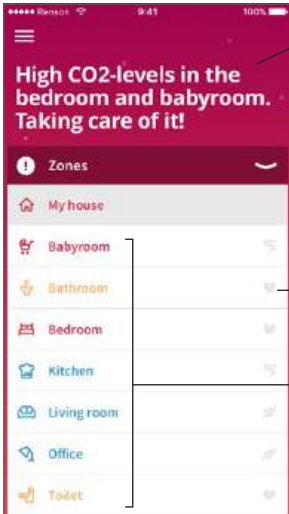 Renson 9:41 100%
High CO2-levels in the
bedroom and babyroom.
Taking care of it!
Zones
My house
Babyroom
Bathroom
Bedroom
Kitchen
Living room
Office
Toilet